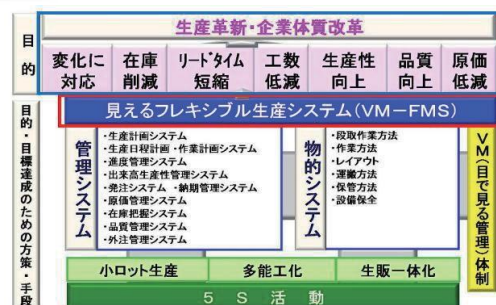 目的
生産革新・企業体質改革
変化に対応
在庫削減
リードタイム短縮
工数低減
生産性向上
品質向上
原価低減
目的・目標達成のための方策・手段
見えるフレキシブル生産システム(VM－FMS)
管理システム
・生産計画システム
・生産日程計画・作業計画システム
・進度管理システム
・出来高生産性管理システム
・発注システム ・納期管理システム
・原価管理システム
・在庫把握システム
・品質管理システム
・外注管理システム
物的システム
・段取作業方法
・作業方法
・レイアウト
・運搬方法
・保管方法
・設備保全
VM(目で見る管理)体制
小ロット生産
多能工化
生販一体化
5 S 活 動